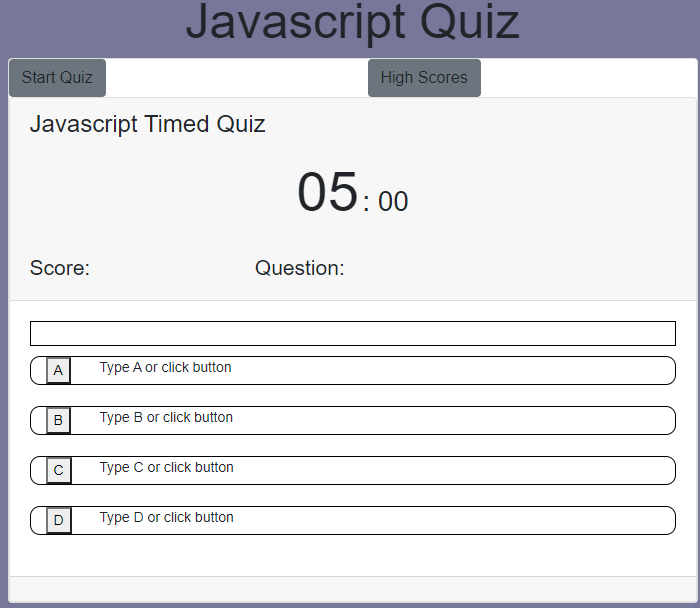 Javascript Quiz
Start Quiz High Scores
Javascript Timed Quiz
05 : 00
Score: Question:
A Type A or click button
B Type B or click button
C Type C or click button
D Type D or click button